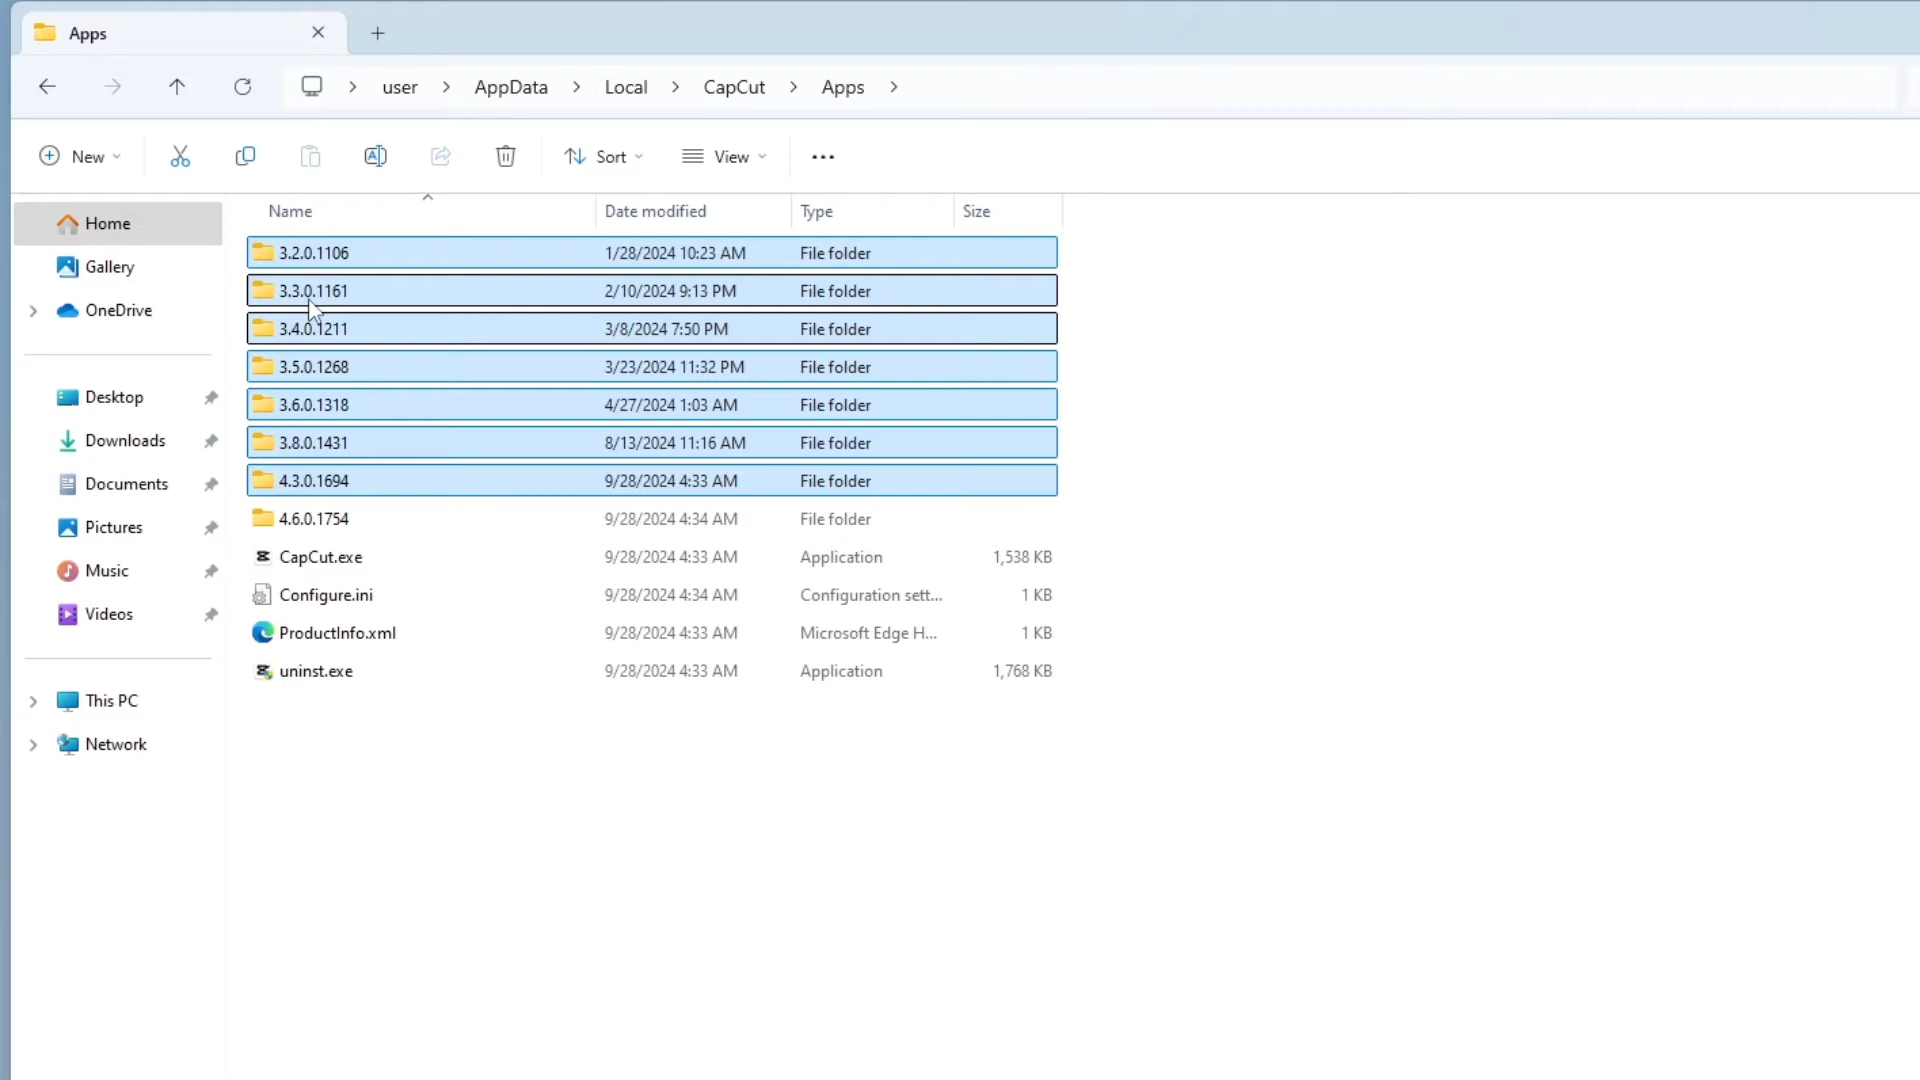 Apps
user AppData Local CapCut Apps
New Sort View
Home
Gallery
OneDrive
Desktop
Downloads
Documents
Pictures
Music
Videos
This PC
Network
Name Date modified Type Size
3.2.0.1106 1/28/2024 10:23 AM File folder
3.3.0.1161 2/10/2024 9:13 PM File folder
3.4.0.1211 3/8/2024 7:50 PM File folder
3.5.0.1268 3/23/2024 11:32 PM File folder
3.6.0.1318 4/27/2024 1:03 AM File folder
3.8.0.1431 8/13/2024 11:16 AM File folder
4.3.0.1694 9/28/2024 4:33 AM File folder
4.6.0.1754 9/28/2024 4:34 AM File folder
CapCut.exe 9/28/2024 4:33 AM Application 1,538 KB
Configure.ini 9/28/2024 4:34 AM Configuration sett... 1 KB
ProductInfo.xml 9/28/2024 4:33 AM Microsoft Edge H... 1 KB
uninst.exe 9/28/2024 4:33 AM Application 1,768 KB